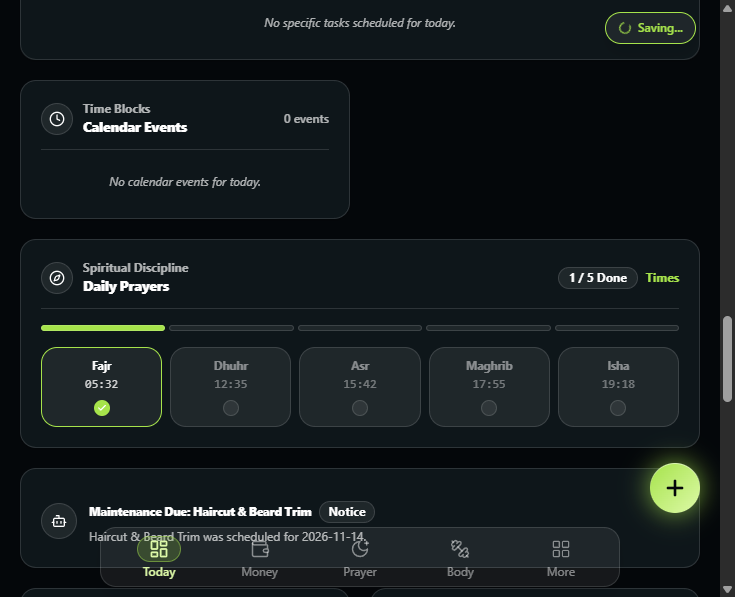 No specific tasks scheduled for today.
Saving...
Time Blocks
Calendar Events
0 events
No calendar events for today.
Spiritual Discipline
Daily Prayers
1 / 5 Done
Times
Fajr
05:32
Dhuhr
12:35
Asr
15:42
Maghrib
17:55
Isha
19:18
Maintenance Due: Haircut & Beard Trim
Notice
Haircut & Beard Trim was scheduled for 2026-11-14.
Today
Money
Prayer
Body
More